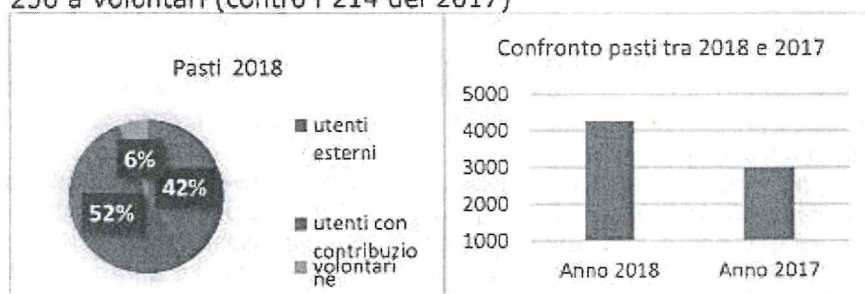 250 a volontari (contro i 214 del 2017)
Pasti 2018
6%
42%
52%
utenti
esterni
utenti con
contribuzio
ne
volontari
Confronto pasti tra 2018 e 2017
5000
4000
3000
2000
1000
Anno 2018
Anno 2017